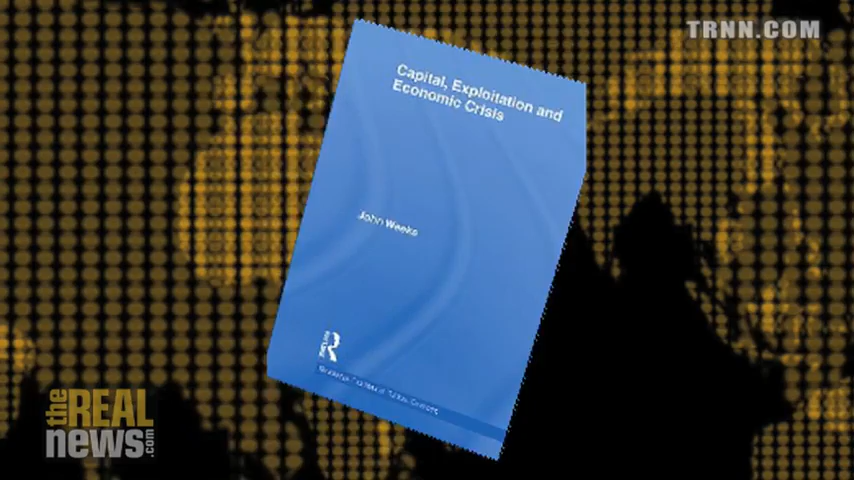 TRNN.COM
Capital, Exploitation and
Economic Crisis
John Weeks
R
the REAL
news.com